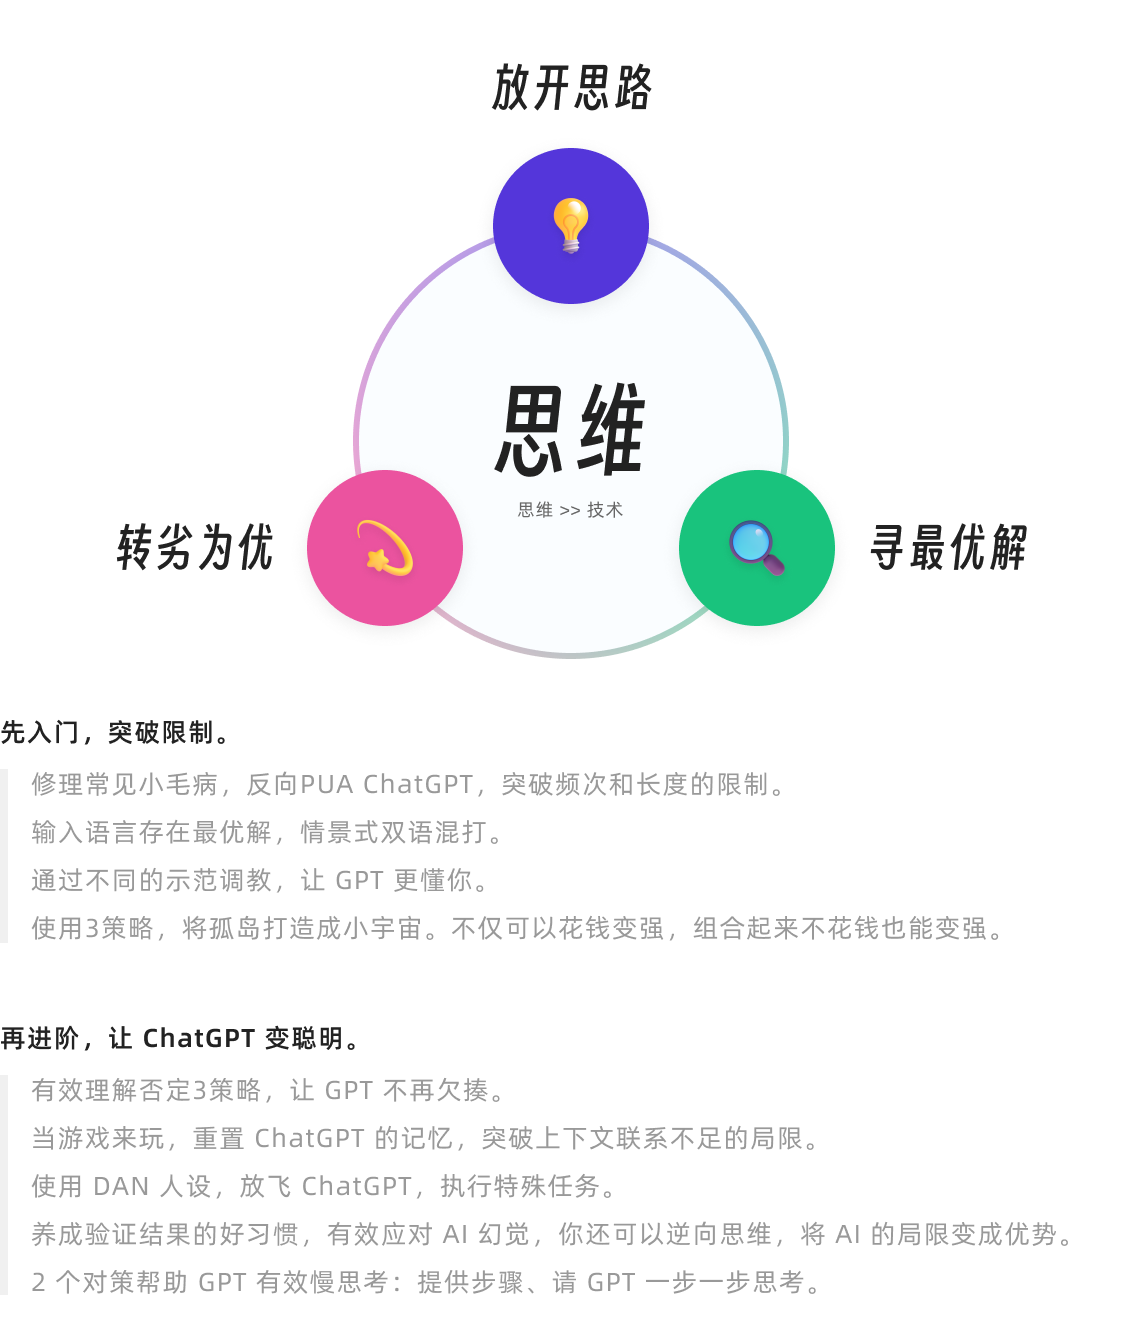 放开思路
思维
思维 >> 技术
转劣为优
寻最优解
先入门，突破限制。
修理常见小毛病，反向PUA ChatGPT，突破频次和长度的限制。
输入语言存在最优解，情景式双语混打。
通过不同的示范调教，让 GPT 更懂你。
使用3策略，将孤岛打造成小宇宙。不仅可以花钱变强，组合起来不花钱也能变强。
再进阶，让 ChatGPT 变聪明。
有效理解否定3策略，让 GPT 不再欠揍。
当游戏来玩，重置 ChatGPT 的记忆，突破上下文联系不足的局限。
使用 DAN 人设，放飞 ChatGPT，执行特殊任务。
养成验证结果的好习惯，有效应对 AI 幻觉，你还可以逆向思维，将 AI 的局限变成优势。
2 个对策帮助 GPT 有效慢思考：提供步骤、请 GPT 一步一步思考。